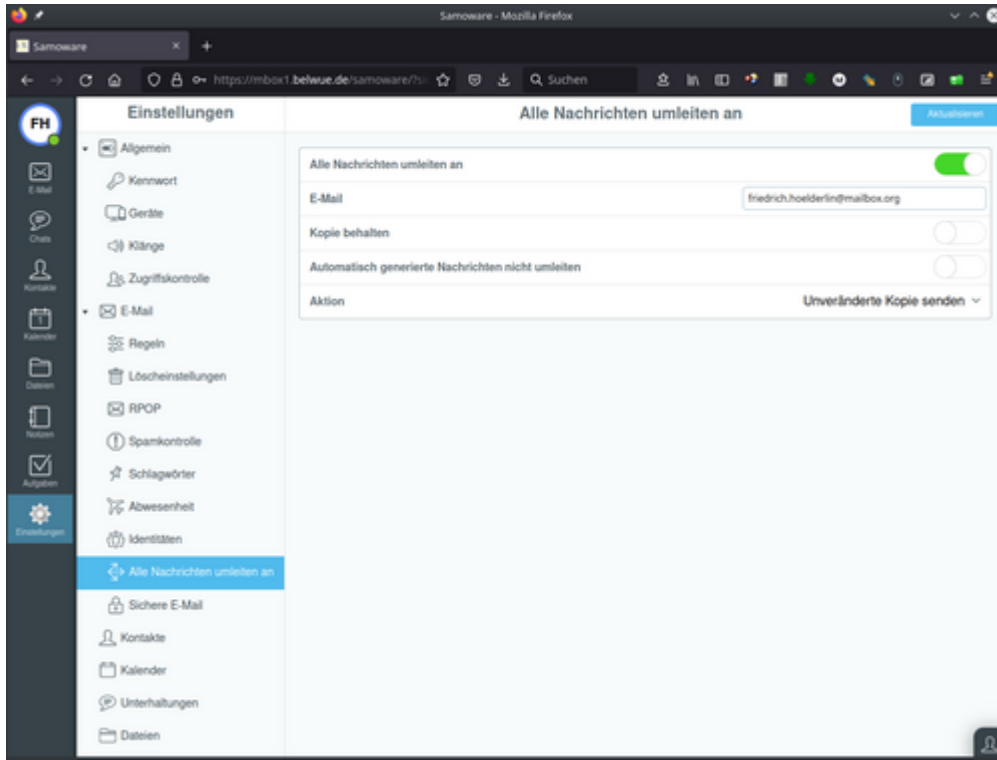 Samoware - Mozilla Firefox
Samoware
https://mbox1.belwue.de/samoware/?si
Suchen
FH
E-Mail
Chats
Kontakte
Kalender
Dateien
Notizen
Aufgaben
Einstellungen
Einstellungen
Allgemein
Kennwort
Geräte
Klänge
Zugriffskontrolle
E-Mail
Regeln
Löscheinstellungen
RPOP
Spamkontrolle
Schlagwörter
Abwesenheit
Identitäten
Alle Nachrichten umleiten an
Sichere E-Mail
Kontakte
Kalender
Unterhaltungen
Dateien
Alle Nachrichten umleiten an
Aktualisieren
Alle Nachrichten umleiten an
E-Mail friedrich.hoelderlin@mailbox.org
Kopie behalten
Automatisch generierte Nachrichten nicht umleiten
Aktion Unveränderte Kopie senden